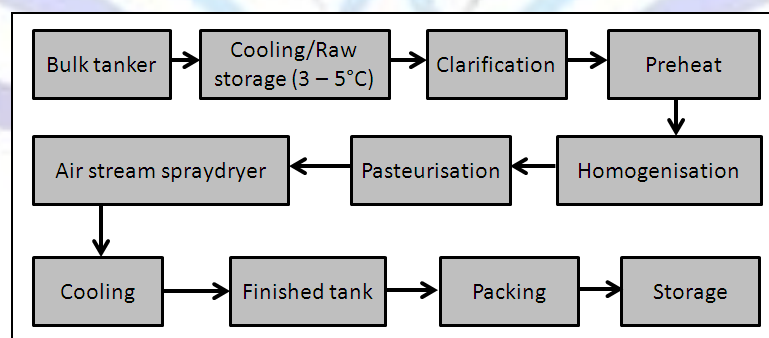 Bulk tanker
Cooling/Raw
storage (3 – 5°C)
Clarification
Preheat
Homogenisation
Pasteurisation
Air stream spraydryer
Cooling
Finished tank
Packing
Storage